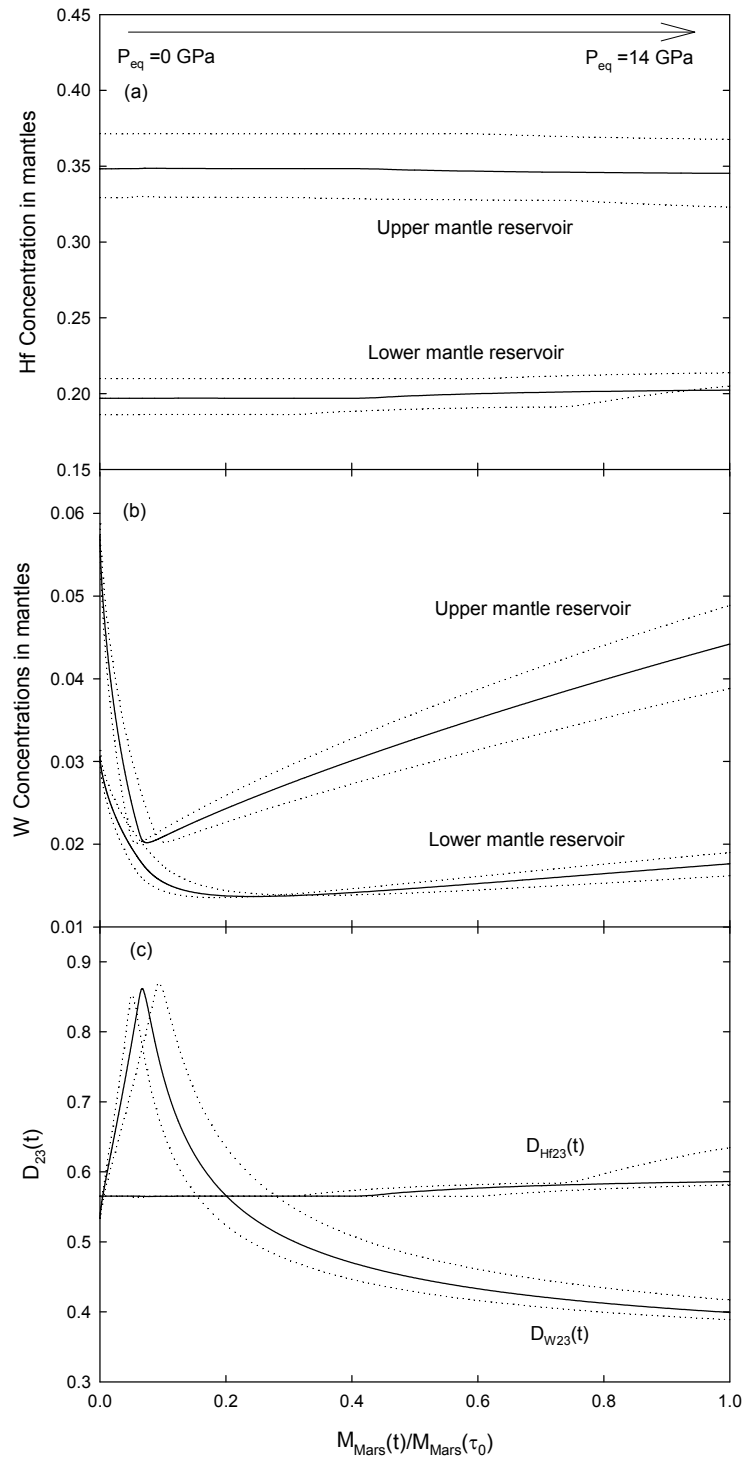 0.45
P_eq =0 GPa
P_eq =14 GPa
(a)
0.40
0.35
Upper mantle reservoir
0.30
0.25
Lower mantle reservoir
0.20
0.15
Hf Concentration in mantles
(b)
0.06
0.05
Upper mantle reservoir
0.04
0.03
Lower mantle reservoir
0.02
0.01
W Concentrations in mantles
(c)
0.9
0.8
0.7
D_Hf23(t)
0.6
0.5
0.4
D_W23(t)
0.3
D_23(t)
0.0 0.2 0.4 0.6 0.8 1.0
M_Mars(t)/M_Mars(τ_0)